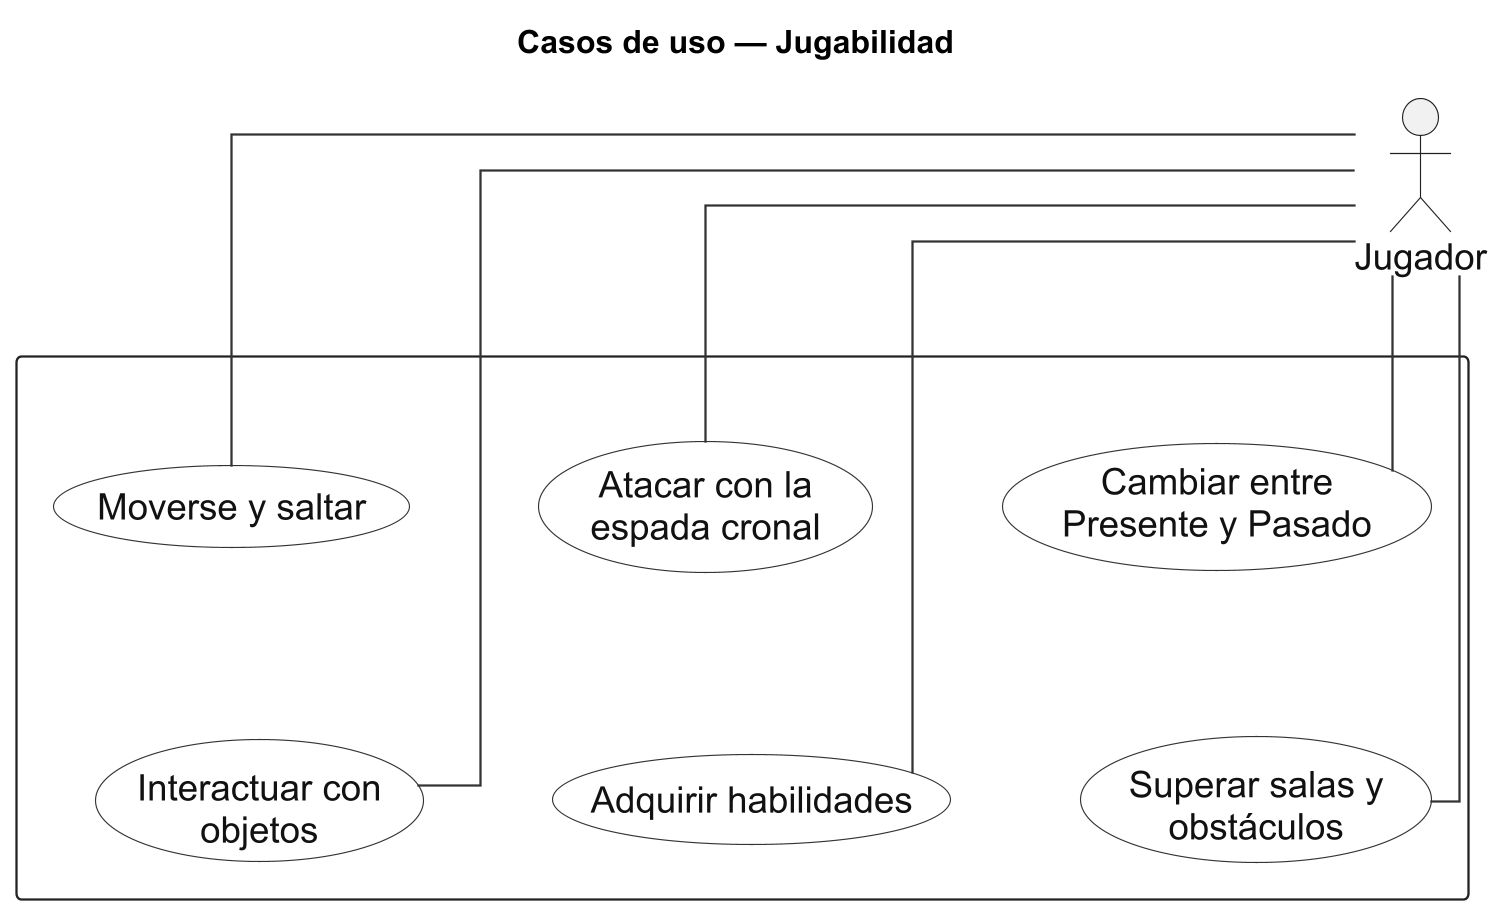 Casos de uso — Jugabilidad
Jugador
Moverse y saltar
Atacar con la
espada cronal
Cambiar entre
Presente y Pasado
Interactuar con
objetos
Adquirir habilidades
Superar salas y
obstáculos